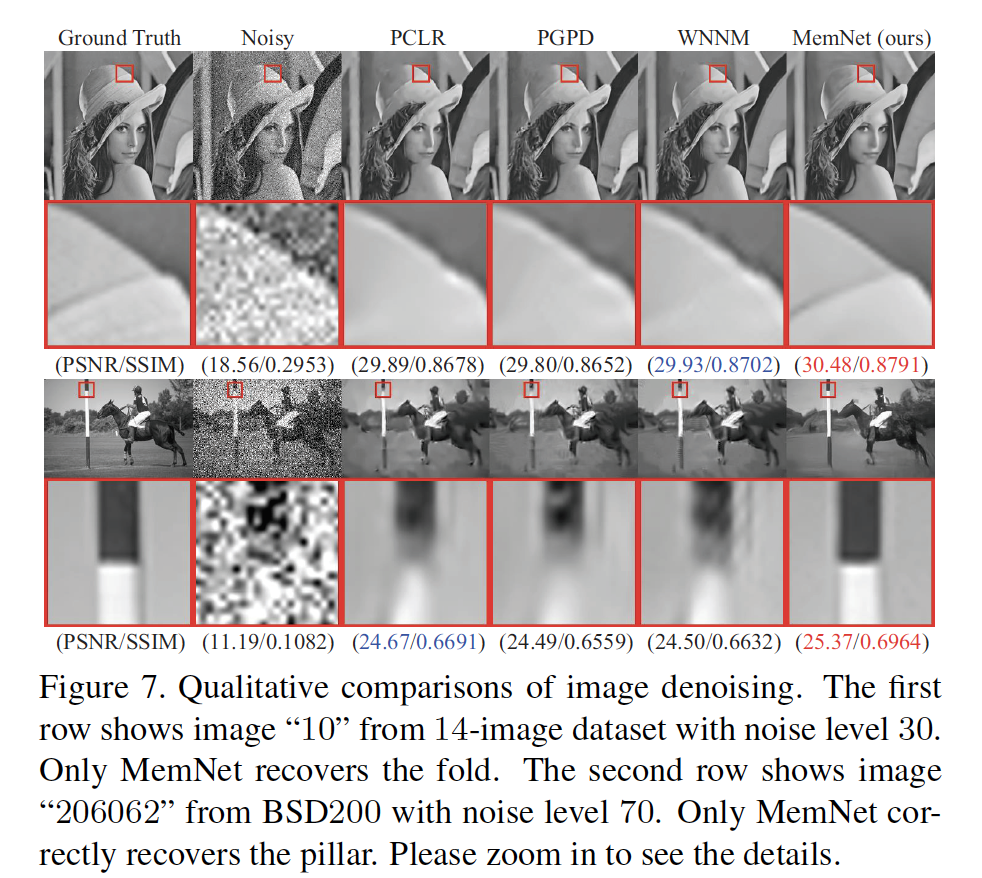 Ground Truth Noisy PCLR PGPD WNNM MemNet (ours)
(PSNR/SSIM) (18.56/0.2953) (29.89/0.8678) (29.80/0.8652) (29.93/0.8702) (30.48/0.8791)
(PSNR/SSIM) (11.19/0.1082) (24.67/0.6691) (24.49/0.6559) (24.50/0.6632) (25.37/0.6964)
Figure 7. Qualitative comparisons of image denoising. The first
row shows image “10” from 14-image dataset with noise level 30.
Only MemNet recovers the fold. The second row shows image
“206062” from BSD200 with noise level 70. Only MemNet cor-
rectly recovers the pillar. Please zoom in to see the details.